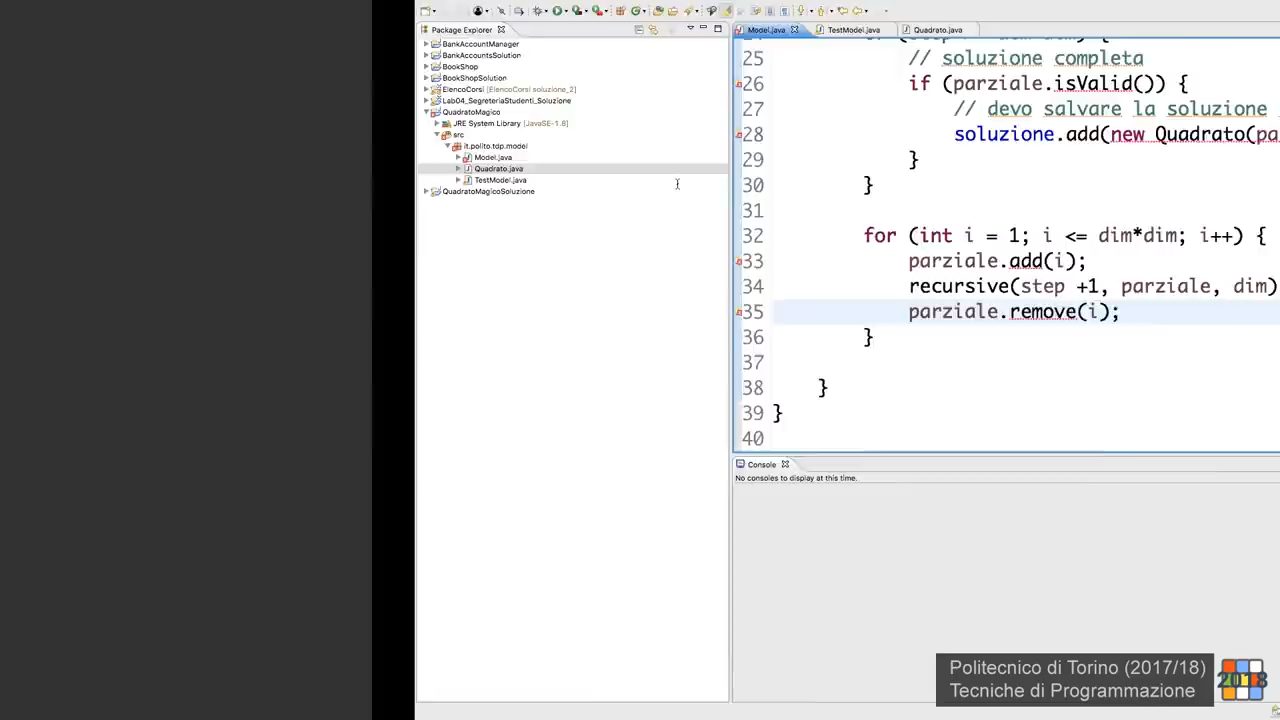 Package Explorer
BankAccountManager
BankAccountsSolution
BookShop
BookShopSolution
ElencoCorsi [ElencoCorsi soluzione_2]
Lab04_SegreteriaStudenti_Soluzione
QuadratoMagico
JRE System Library [JavaSE-1.8]
src
it.polito.tdp.model
Model.java
Quadrato.java
TestModel.java
QuadratoMagicoSoluzione
Model.java TestModel.java Quadrato.java
25 // soluzione completa
26 if (parziale.isValid()) {
27 // devo salvare la soluzione
28 soluzione.add(new Quadrato(pa
29 }
30 }
31
32 for (int i = 1; i <= dim*dim; i++) {
33 parziale.add(i);
34 recursive(step +1, parziale, dim)
35 parziale.remove(i);
36 }
37
38 }
39 }
40
Console
No consoles to display at this time.
Politecnico di Torino (2017/18)
Tecniche di Programmazione
2018